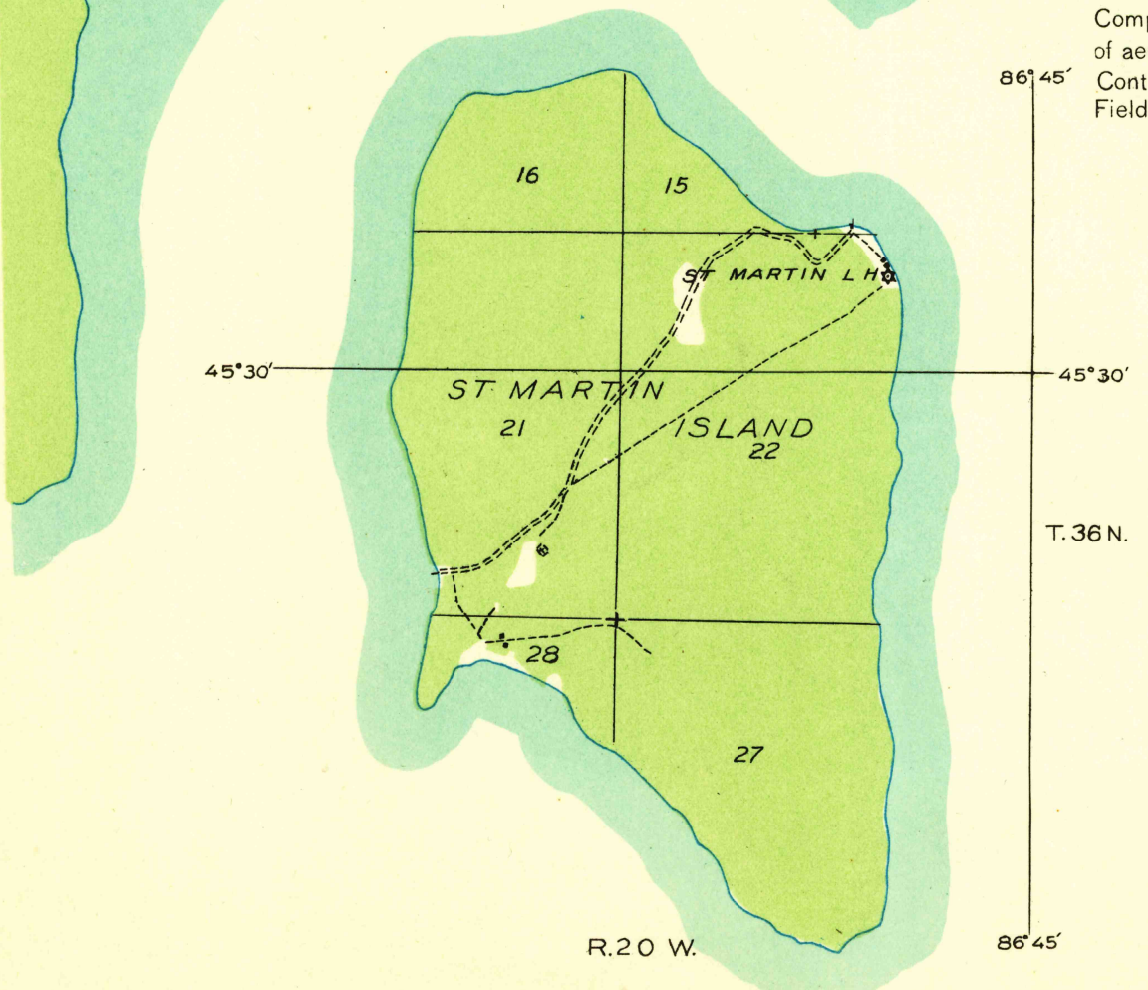 Comp
of ae
86°45′
Cont
Field
16
15
ST MARTIN L H
45°30′
45°30′
ST MARTIN
21
ISLAND
22
T. 36 N.
28
27
R. 20 W.
86°45′